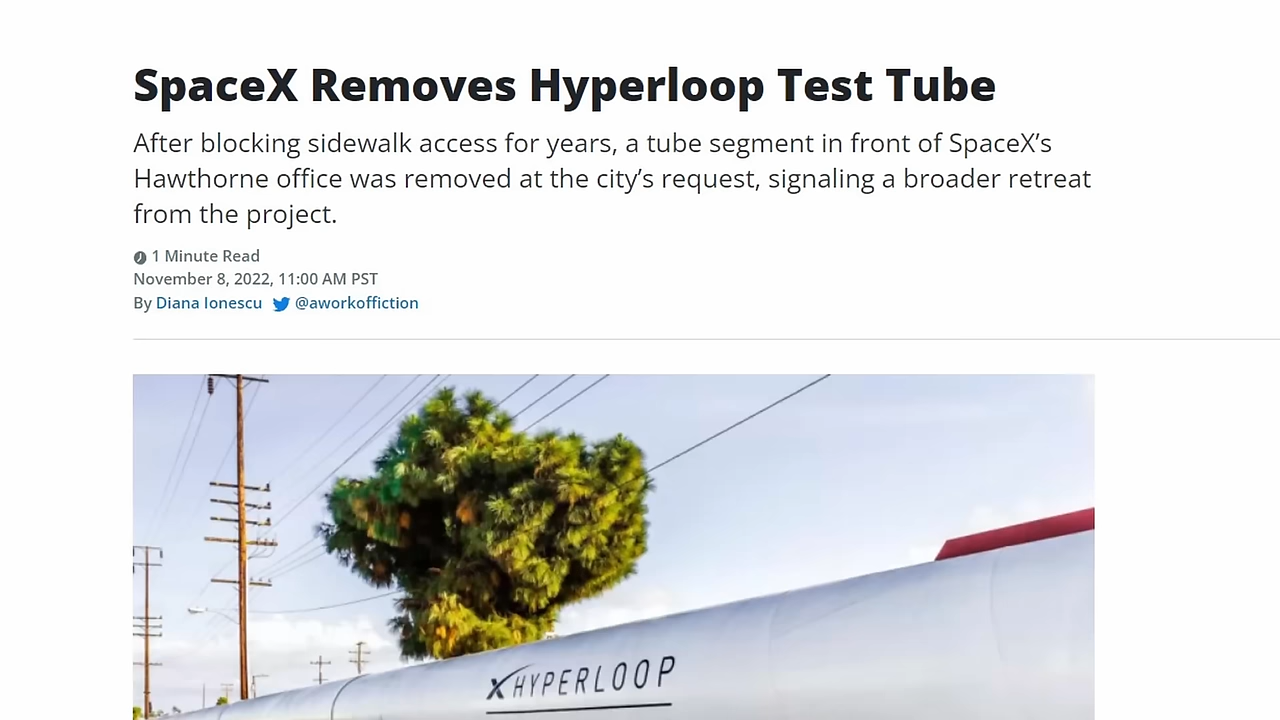 SpaceX Removes Hyperloop Test Tube
After blocking sidewalk access for years, a tube segment in front of SpaceX’s
Hawthorne office was removed at the city’s request, signaling a broader retreat
from the project.
1 Minute Read
November 8, 2022, 11:00 AM PST
By Diana Ionescu @aworkoffiction
HYPERLOOP